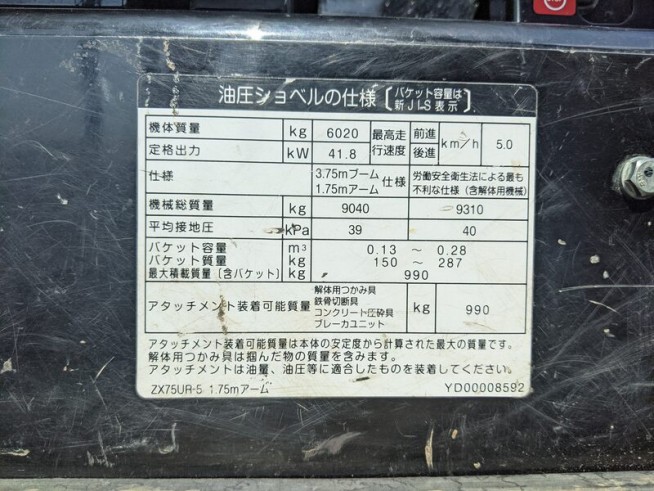 油圧ショベルの仕様〔バケット容量は新JIS表示〕
機体質量 kg 6020 最高走行速度 前進 後進 km/h 5.0
定格出力 kW 41.8
仕様 3.75mブーム 1.75mアーム 仕様 労働安全衛生法による最も不利な仕様(含解体用機械)
機械総質量 kg 9040 9310
平均接地圧 kPa 39 40
バケット容量 m³ 0.13 ～ 0.28
バケット質量 kg 150 ～ 287
最大積載質量(含バケット) kg 990
アタッチメント装着可能質量 解体用つかみ具 鉄骨切断具 コンクリート圧砕具 ブレーカユニット kg 990
アタッチメント装着可能質量は本体の安定度から計算された最大の質量です。
解体用つかみ具は掴んだ物の質量を含みます。
アタッチメントは油量、油圧等に適合したものを装着してください。
ZX75UR-5 1.75mアーム YD00008592